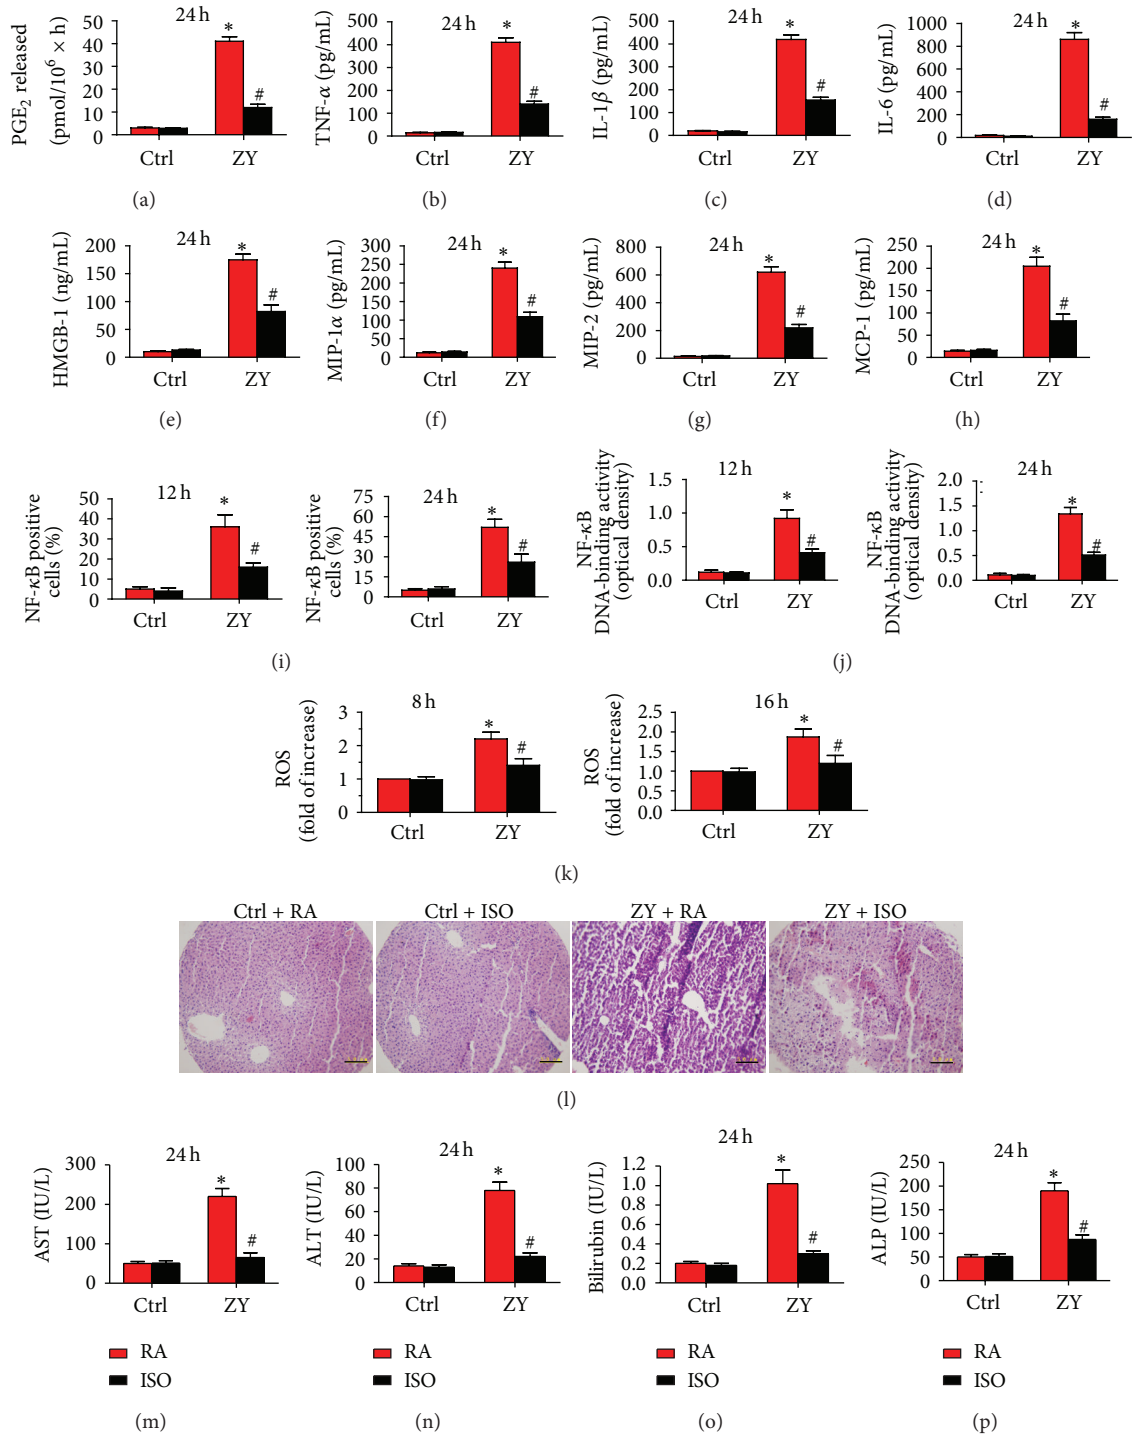 24 h
PGE2 released
(pmol/10^6 × h)
50
40
30
20
10
0
*
#
Ctrl ZY
(a)
24 h
TNF-α (pg/mL)
500
400
300
200
100
0
*
#
Ctrl ZY
(b)
24 h
IL-1β (pg/mL)
500
400
300
200
100
0
*
#
Ctrl ZY
(c)
24 h
IL-6 (pg/mL)
1000
800
600
400
200
0
*
#
Ctrl ZY
(d)
24 h
HMGB-1 (ng/mL)
200
150
100
50
0
*
#
Ctrl ZY
(e)
24 h
MIP-1α (pg/mL)
300
250
200
150
100
50
0
*
#
Ctrl ZY
(f)
24 h
MIP-2 (pg/mL)
800
600
400
200
0
*
#
Ctrl ZY
(g)
24 h
MCP-1 (pg/mL)
250
200
150
100
50
0
*
#
Ctrl ZY
(h)
12 h
NF-κB positive
cells (%)
50
40
30
20
10
0
*
#
Ctrl ZY
24 h
NF-κB positive
cells (%)
75
60
45
30
15
0
*
#
Ctrl ZY
(i)
12 h
NF-κB
DNA-binding activity
(optical density)
1.5
1.0
0.5
0.0
*
#
Ctrl ZY
24 h
NF-κB
DNA-binding activity
(optical density)
2.0
1.5
1.0
0.5
0.0
*
#
Ctrl ZY
(j)
8 h
ROS
(fold of increase)
3
2
1
0
*
#
Ctrl ZY
16 h
ROS
(fold of increase)
2.5
2.0
1.5
1.0
0.5
0.0
*
#
Ctrl ZY
(k)
Ctrl + RA Ctrl + ISO ZY + RA ZY + ISO
(l)
24 h
AST (IU/L)
300
200
100
0
*
#
Ctrl ZY
RA
ISO
(m)
24 h
ALT (IU/L)
100
80
60
40
20
0
*
#
Ctrl ZY
RA
ISO
(n)
24 h
Bilirubin (IU/L)
1.2
1.0
0.8
0.6
0.4
0.2
0.0
*
#
Ctrl ZY
RA
ISO
(o)
24 h
ALP (IU/L)
250
200
150
100
50
0
*
#
Ctrl ZY
RA
ISO
(p)